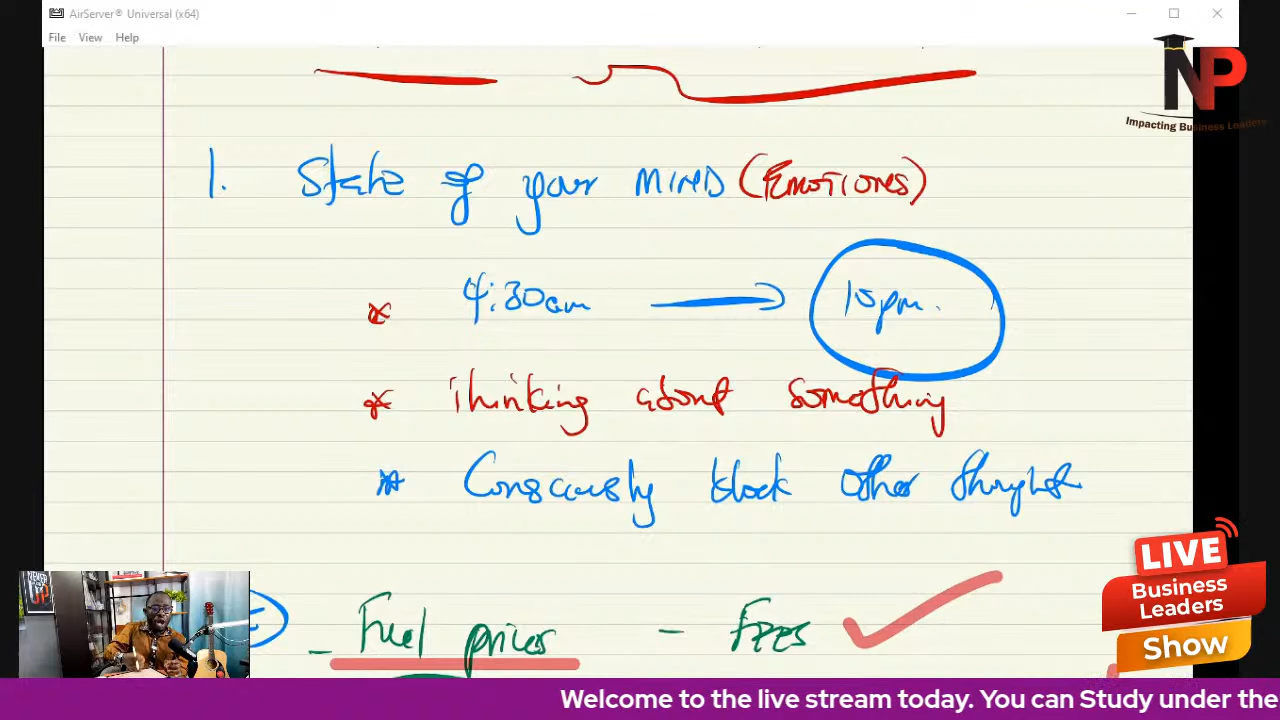 AirServer® Universal (x64)
File View Help
NP
Impacting Business Leaders
1. State of your MIND (Emotiones)
* 4:30am → 10pm.
* Thinking about something
* Consciously block other thoughts
- Fuel prices - Fees ✓
LIVE
Business
Leaders
Show
Welcome to the live stream today. You can Study under the